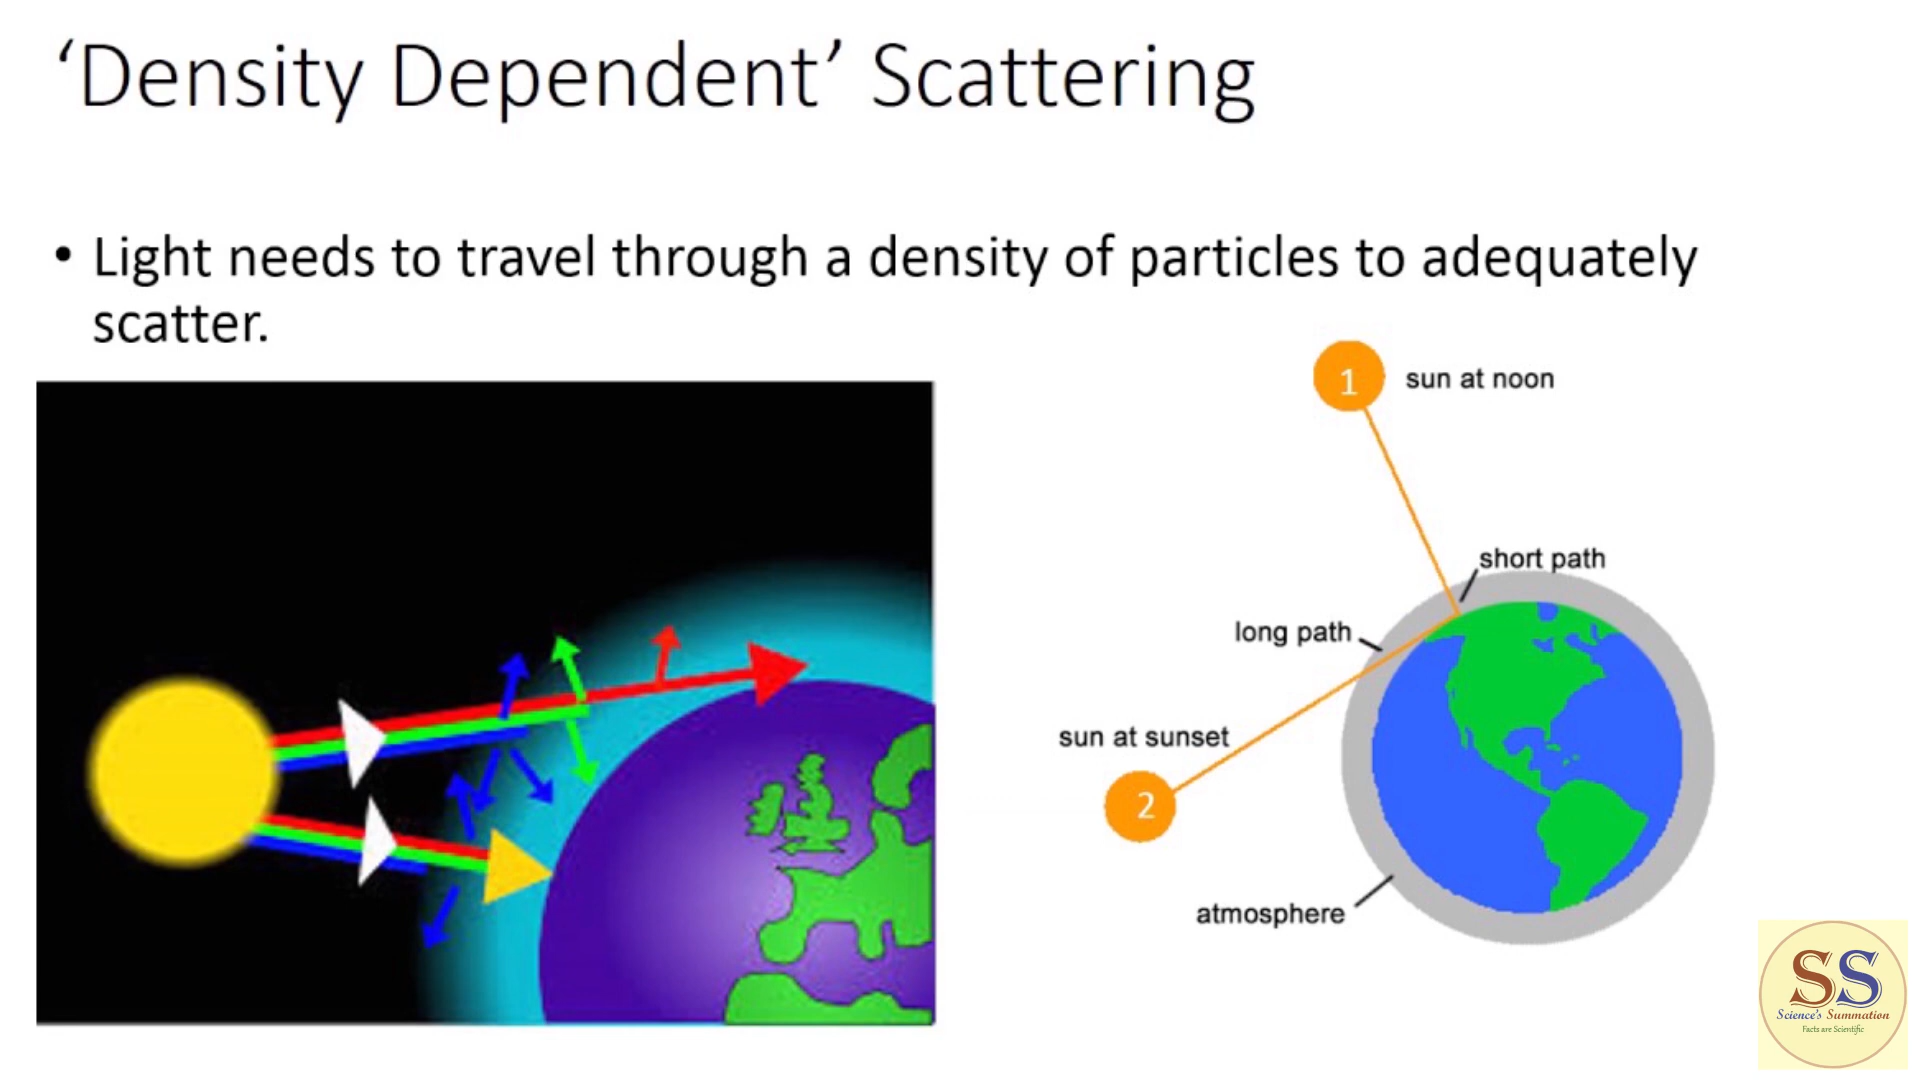 ‘Density Dependent’ Scattering
• Light needs to travel through a density of particles to adequately
scatter.
1
sun at noon
short path
long path
sun at sunset
2
atmosphere
SS
Science's Summation
Facts are Scientific